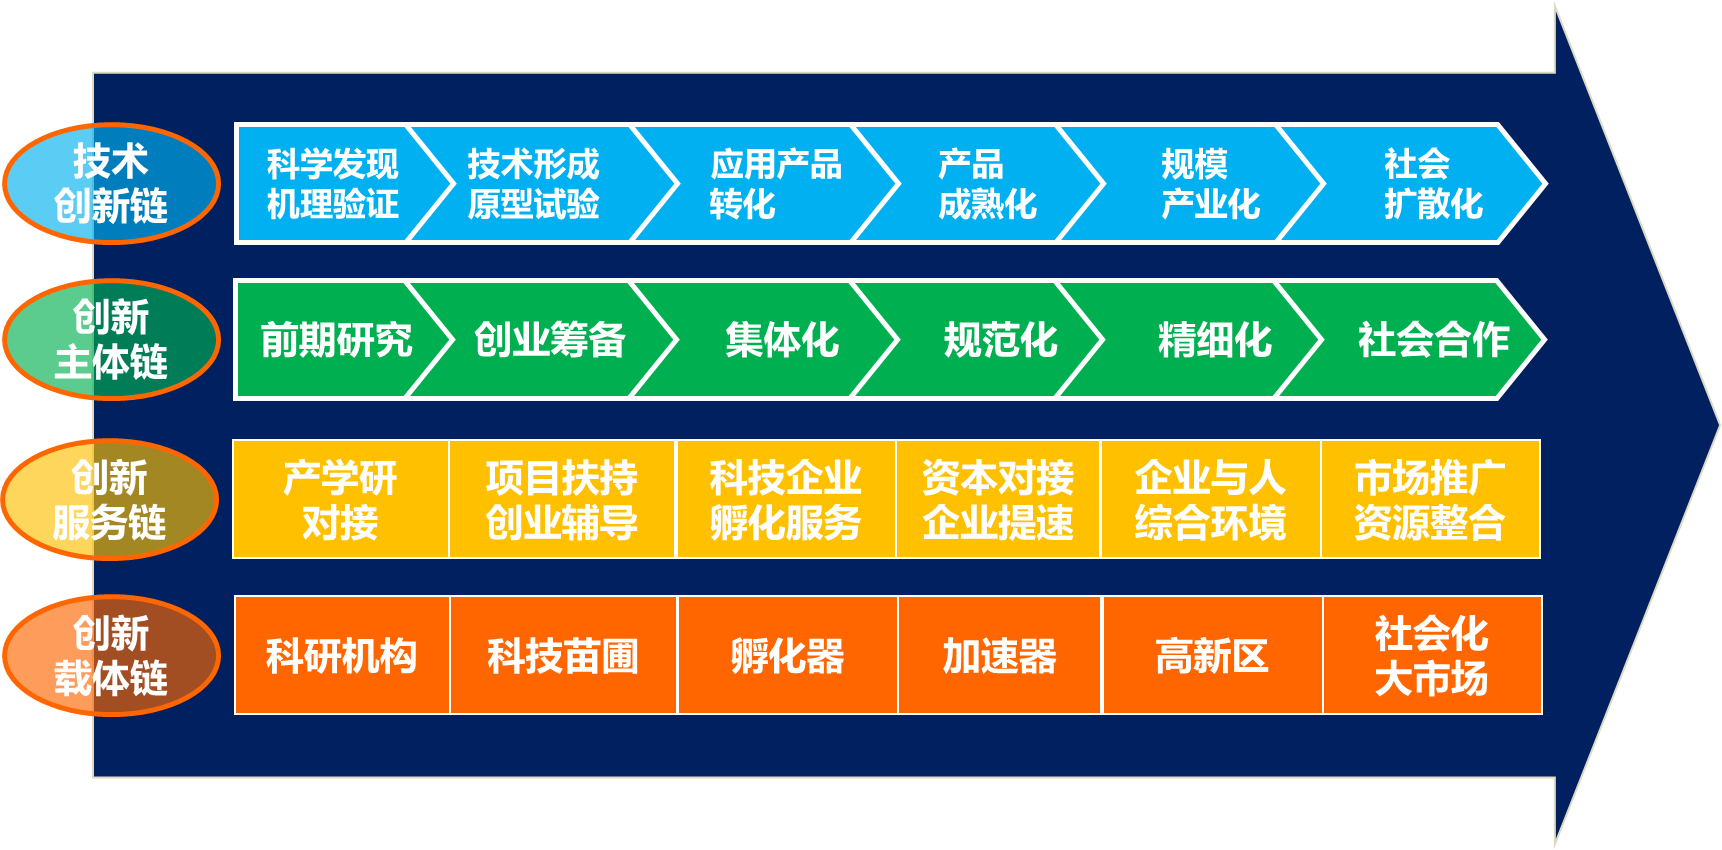 技术
创新链
科学发现
机理验证
技术形成
原型试验
应用产品
转化
产品
成熟化
规模
产业化
社会
扩散化
创新
主体链
前期研究
创业筹备
集体化
规范化
精细化
社会合作
创新
服务链
产学研
对接
项目扶持
创业辅导
科技企业
孵化服务
资本对接
企业提速
企业与人
综合环境
市场推广
资源整合
创新
载体链
科研机构
科技苗圃
孵化器
加速器
高新区
社会化
大市场